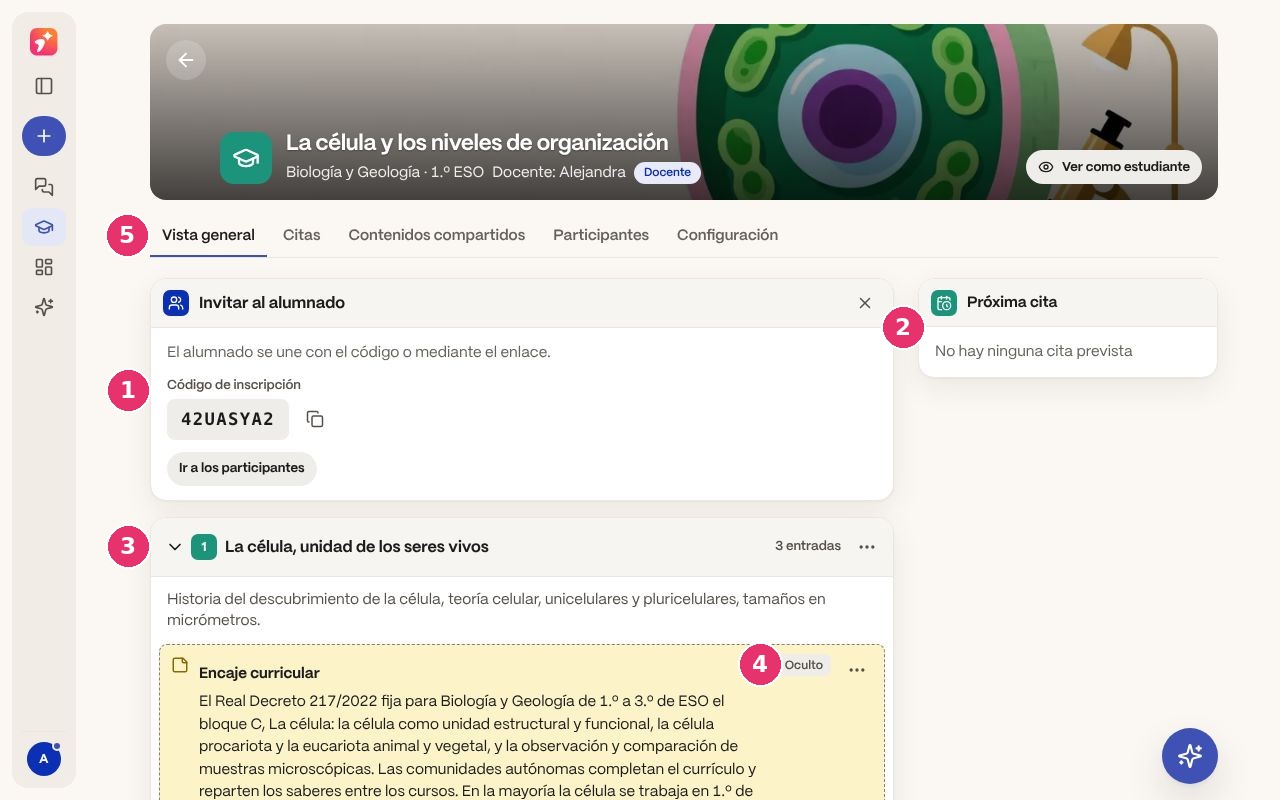 La célula y los niveles de organización
Biología y Geología · 1.º ESO Docente: Alejandra Docente
Ver como estudiante
5
Vista general Citas Contenidos compartidos Participantes Configuración
Invitar al alumnado
El alumnado se une con el código o mediante el enlace.
1
Código de inscripción
42UASYA2
Ir a los participantes
2
Próxima cita
No hay ninguna cita prevista
3
1 La célula, unidad de los seres vivos 3 entradas
Historia del descubrimiento de la célula, teoría celular, unicelulares y pluricelulares, tamaños en
micrómetros.
Encaje curricular 4 Oculto
El Real Decreto 217/2022 fija para Biología y Geología de 1.º a 3.º de ESO el
bloque C, La célula: la célula como unidad estructural y funcional, la célula
procariota y la eucariota animal y vegetal, y la observación y comparación de
muestras microscópicas. Las comunidades autónomas completan el currículo y
reparten los saberes entre los cursos. En la mayoría la célula se trabaja en 1.º de
A